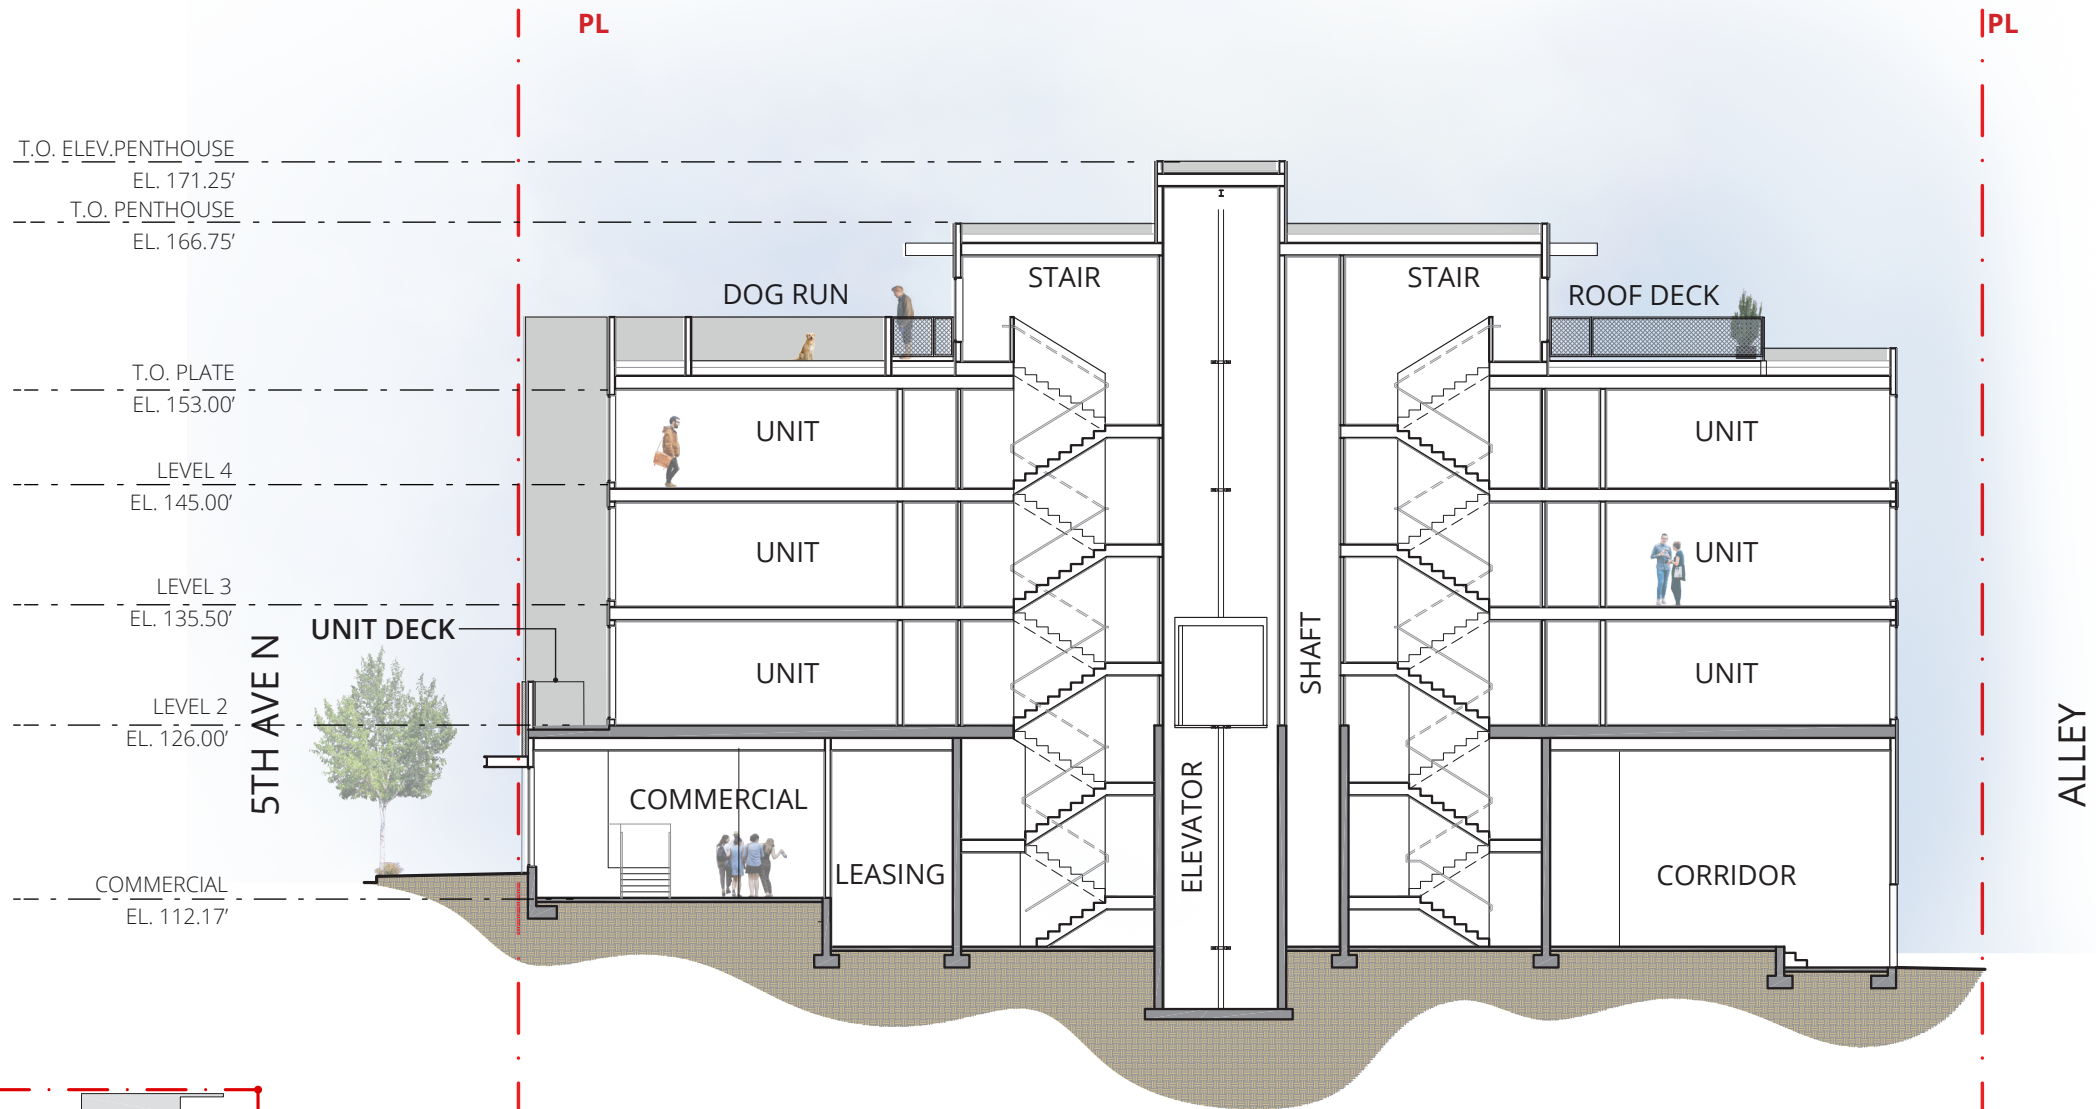 PL
PL
T.O. ELEV.PENTHOUSE
EL. 171.25’
T.O. PENTHOUSE
EL. 166.75’
STAIR
STAIR
DOG RUN
ROOF DECK
T.O. PLATE
EL. 153.00’
UNIT
UNIT
LEVEL 4
EL. 145.00’
UNIT
UNIT
LEVEL 3
EL. 135.50’
UNIT DECK
SHAFT
UNIT
UNIT
5TH AVE N
LEVEL 2
EL. 126.00’
ALLEY
COMMERCIAL
ELEVATOR
LEASING
CORRIDOR
COMMERCIAL
EL. 112.17’